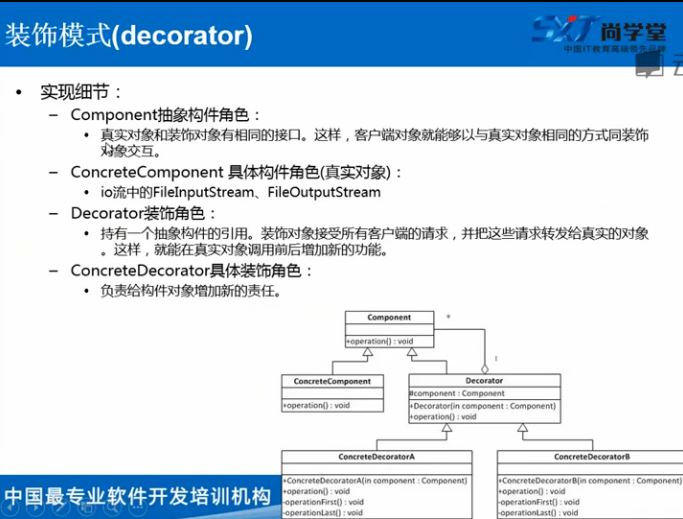 装饰模式(decorator)
SXT 尚学堂
中国IT教育高端领先品牌
云
• 实现细节：
– Component抽象构件角色：
• 真实对象和装饰对象有相同的接口。这样，客户端对象就能够以与真实对象相同的方式同装饰
对象交互。
– ConcreteComponent 具体构件角色(真实对象)：
• io流中的FileInputStream、FileOutputStream
– Decorator装饰角色：
• 持有一个抽象构件的引用。装饰对象接受所有客户端的请求，并把这些请求转发给真实的对象
。这样，就能在真实对象调用前后增加新的功能。
– ConcreteDecorator具体装饰角色：
• 负责给构件对象增加新的责任。
Component
*
+operation() : void
1
ConcreteComponent
+operation() : void
Decorator
#component : Component
+Decorator(in component : Component)
+operation() : void
ConcreteDecoratorA
+ConcreteDecoratorA(in component : Component)
+operation() : void
-operationFirst() : void
-operationLast() : void
ConcreteDecoratorB
+ConcreteDecoratorB(in component : Component)
+operation() : void
-operationFirst() : void
-operationLast() : void
中国最专业软件开发培训机构